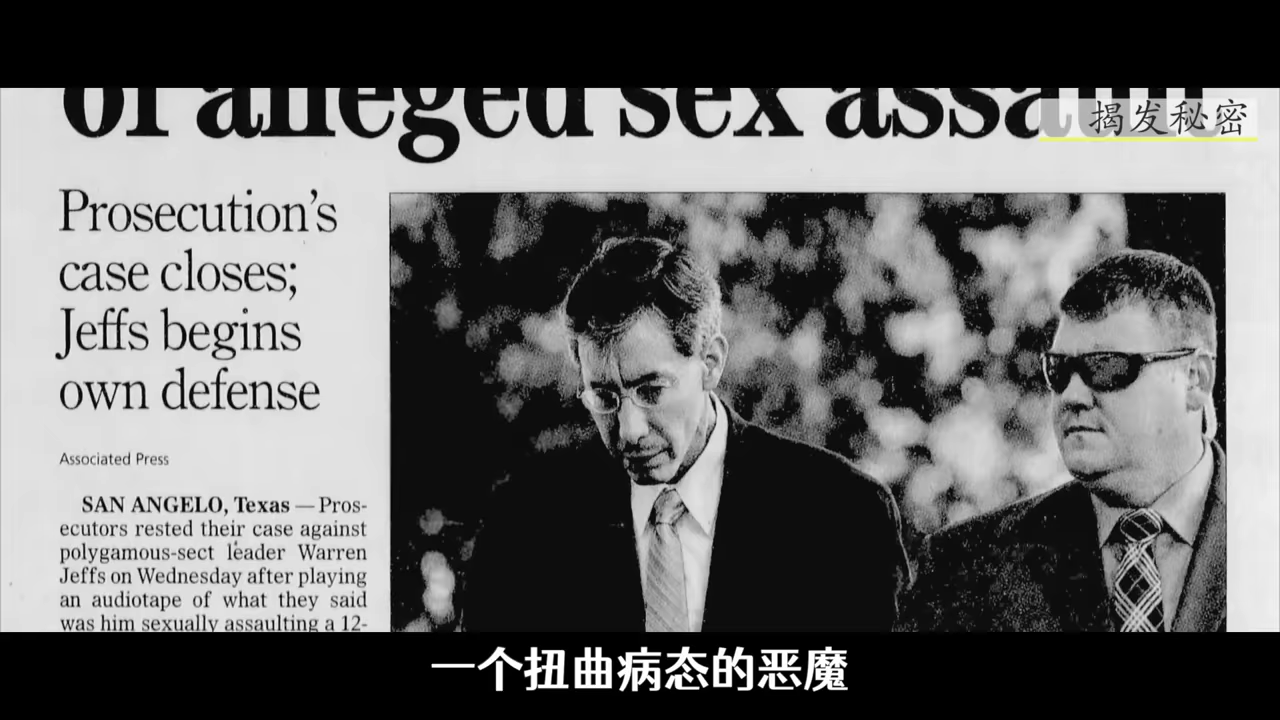 of alleged sex assault
揭发秘密
Prosecution's
case closes;
Jeffs begins
own defense
Associated Press
SAN ANGELO, Texas — Pros-
ecutors rested their case against
polygamous-sect leader Warren
Jeffs on Wednesday after playing
an audiotape of what they said
was him sexually assaulting a 12-
一个扭曲病态的恶魔